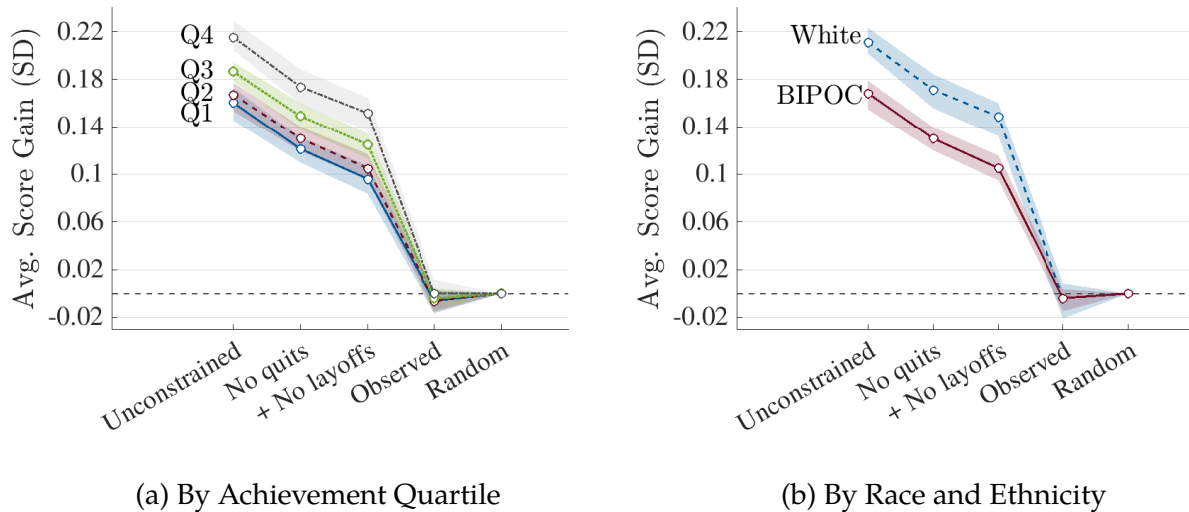 Avg. Score Gain (SD)
0.22
0.18
0.14
0.1
0.06
0.02
-0.02
Q4
Q3
Q2
Q1
Unconstrained
No quits
+ No layoffs
Observed
Random
(a) By Achievement Quartile
Avg. Score Gain (SD)
0.22
0.18
0.14
0.1
0.06
0.02
-0.02
White
BIPOC
Unconstrained
No quits
+ No layoffs
Observed
Random
(b) By Race and Ethnicity